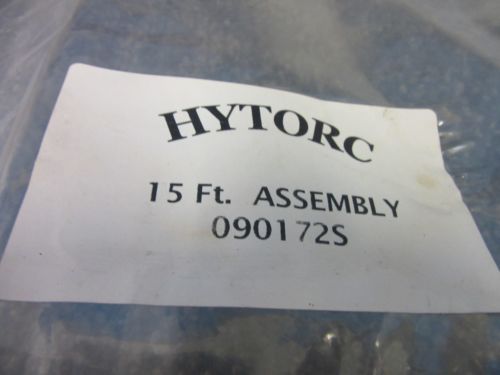 HYTORC
15 Ft. ASSEMBLY
090172S